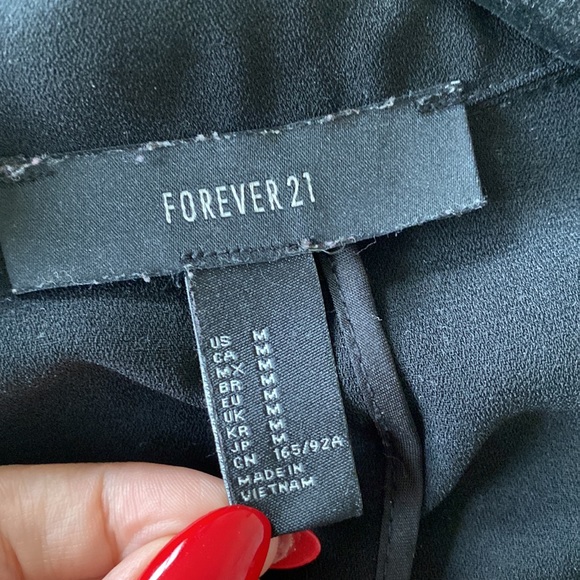 FOREVER 21
US M
CA M
MX M
BR M
EU M
UK M
KR M
JP M
CN 165/92A
MADE IN
VIETNAM